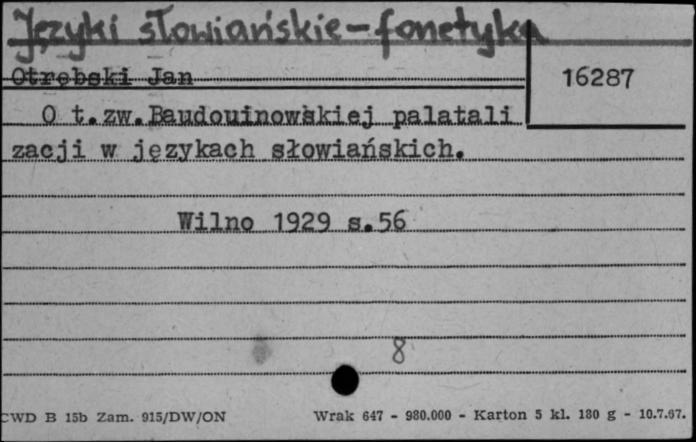 Języki słowiańskie - fonetyka
Otrębski Jan
16287
O t.zw.Baudouinowskiej palatali
zacji w językach słowiańskich.
Wilno 1929 s.56
8
CWD B 15b Zam. 915/DW/ON
Wrak 647 - 980.000 - Karton 5 kl. 180 g - 10.7.67.